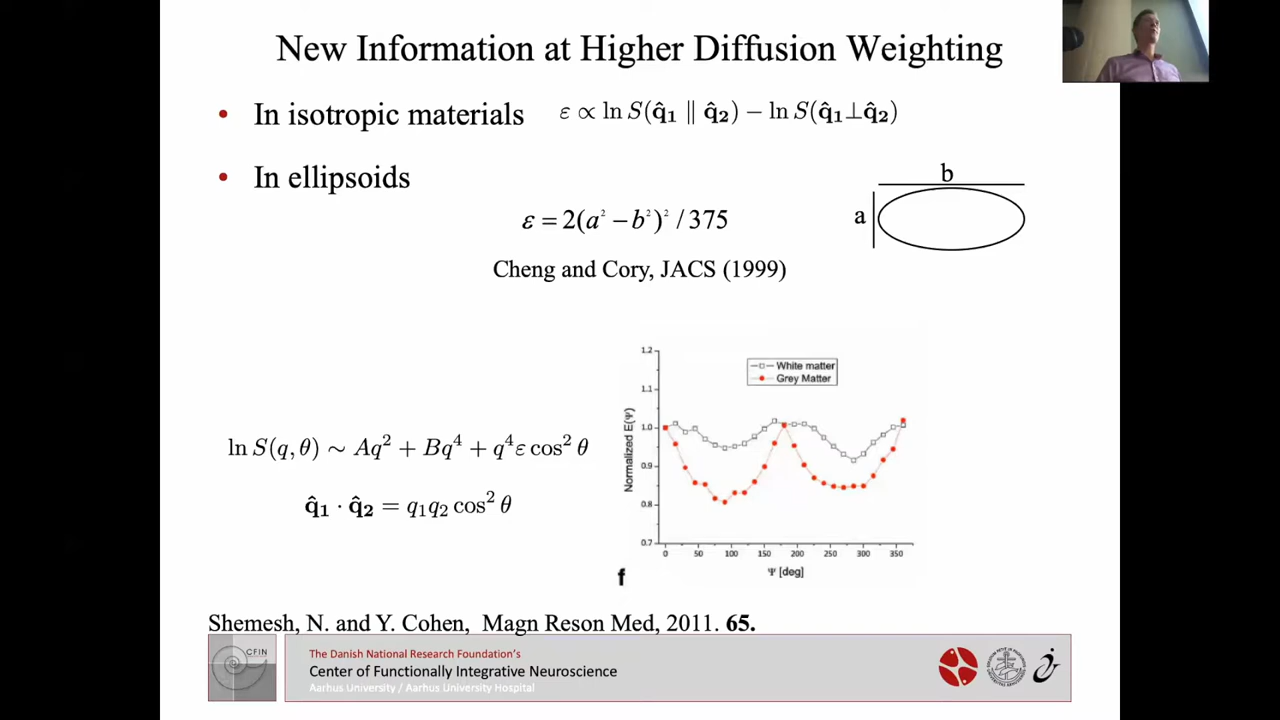 New Information at Higher Diffusion Weighting
• In isotropic materials ε ∝ ln S(q̂₁ ∥ q̂₂) − ln S(q̂₁⊥q̂₂)
• In ellipsoids
b
a
ε = 2(a² − b²)² / 375
Cheng and Cory, JACS (1999)
ln S(q, θ) ∼ Aq² + Bq⁴ + q⁴ε cos² θ
q̂₁ · q̂₂ = q₁q₂ cos² θ
White matter
Grey Matter
Normalized E(Ψ)
1.2
1.1
1.0
0.9
0.8
0.7
0 50 100 150 200 250 300 350
Ψ [deg]
f
Shemesh, N. and Y. Cohen, Magn Reson Med, 2011. 65.
CFIN
The Danish National Research Foundation's
Center of Functionally Integrative Neuroscience
Aarhus University / Aarhus University Hospital